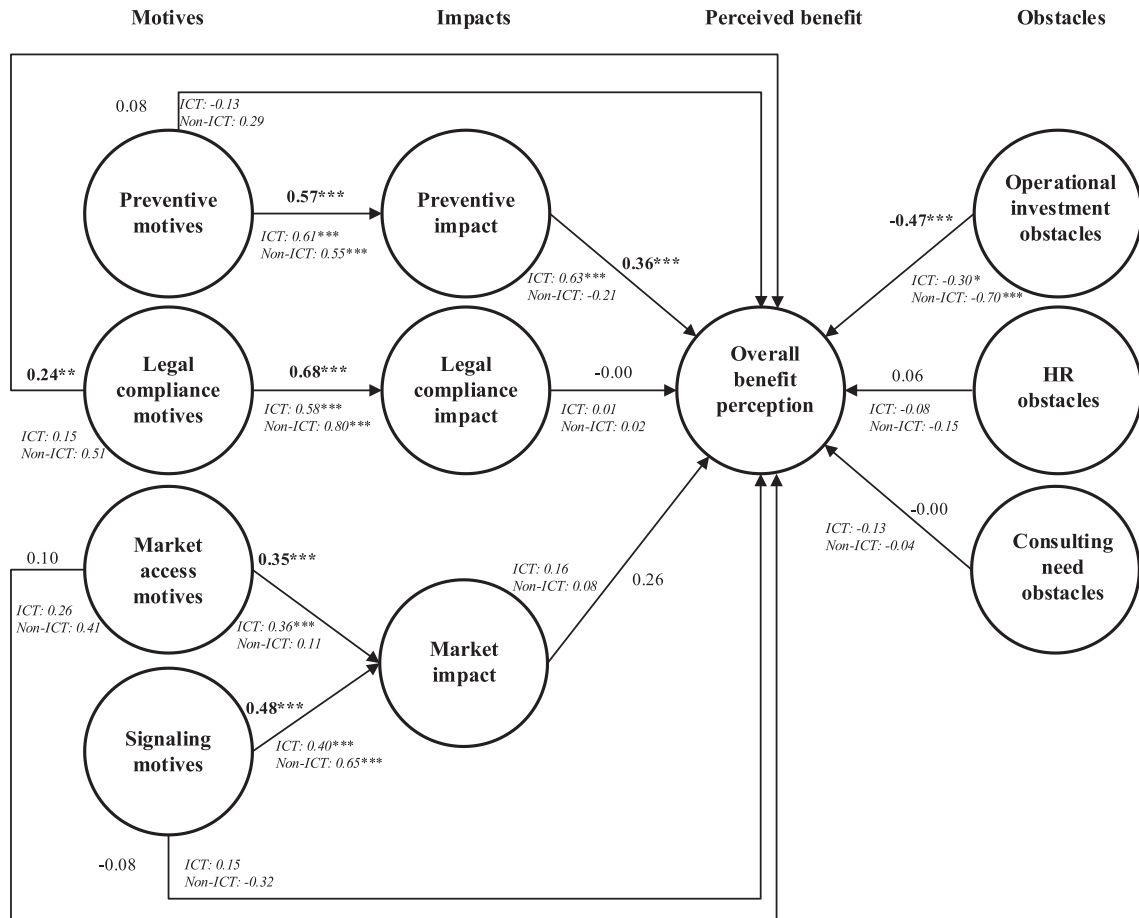 Motives
Impacts
Perceived benefit
Obstacles
0.08
ICT: -0.13
Non-ICT: 0.29
Preventive
motives
0.57***
ICT: 0.61***
Non-ICT: 0.55***
Preventive
impact
0.36***
ICT: 0.63***
Non-ICT: -0.21
Operational
investment
obstacles
-0.47***
ICT: -0.30*
Non-ICT: -0.70***
0.24**
ICT: 0.15
Non-ICT: 0.51
Legal
compliance
motives
0.68***
ICT: 0.58***
Non-ICT: 0.80***
Legal
compliance
impact
-0.00
ICT: 0.01
Non-ICT: 0.02
Overall
benefit
perception
0.06
ICT: -0.08
Non-ICT: -0.15
HR
obstacles
0.10
ICT: 0.26
Non-ICT: 0.41
Market
access
motives
0.35***
ICT: 0.36***
Non-ICT: 0.11
Market
impact
ICT: 0.16
Non-ICT: 0.08
0.26
-0.00
ICT: -0.13
Non-ICT: -0.04
Consulting
need
obstacles
Signaling
motives
0.48***
ICT: 0.40***
Non-ICT: 0.65***
-0.08
ICT: 0.15
Non-ICT: -0.32